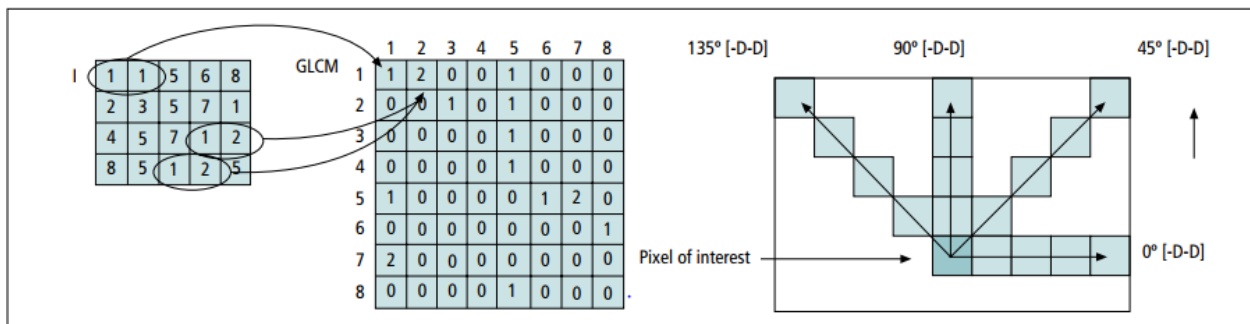 135º [-D-D] 90º [-D-D] 45º [-D-D]
1 2 3 4 5 6 7 8
GLCM
I 1 1 5 6 8
2 3 5 7 1
4 5 7 1 2
8 5 1 2 5
1 1 2 0 0 1 0 0 0
2 0 0 1 0 1 0 0 0
3 0 0 0 0 1 0 0 0
4 0 0 0 0 1 0 0 0
5 1 0 0 0 0 1 2 0
6 0 0 0 0 0 0 0 1
7 2 0 0 0 0 0 0 0
8 0 0 0 0 1 0 0 0
Pixel of interest
0º [-D-D]